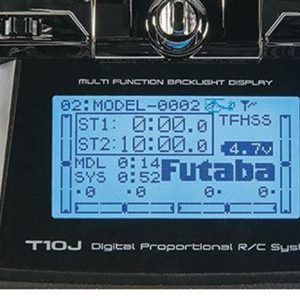 MULTI FUNCTION BACKLIGHT DISPLAY
02:MODEL-0002
ST1: 0:00.0 TFHSS
ST2:10:00.0 4.7V
MDL 0:14 Futaba
SYS 0:52
0 0 0 0
T10J Digital Proportional R/C Sys